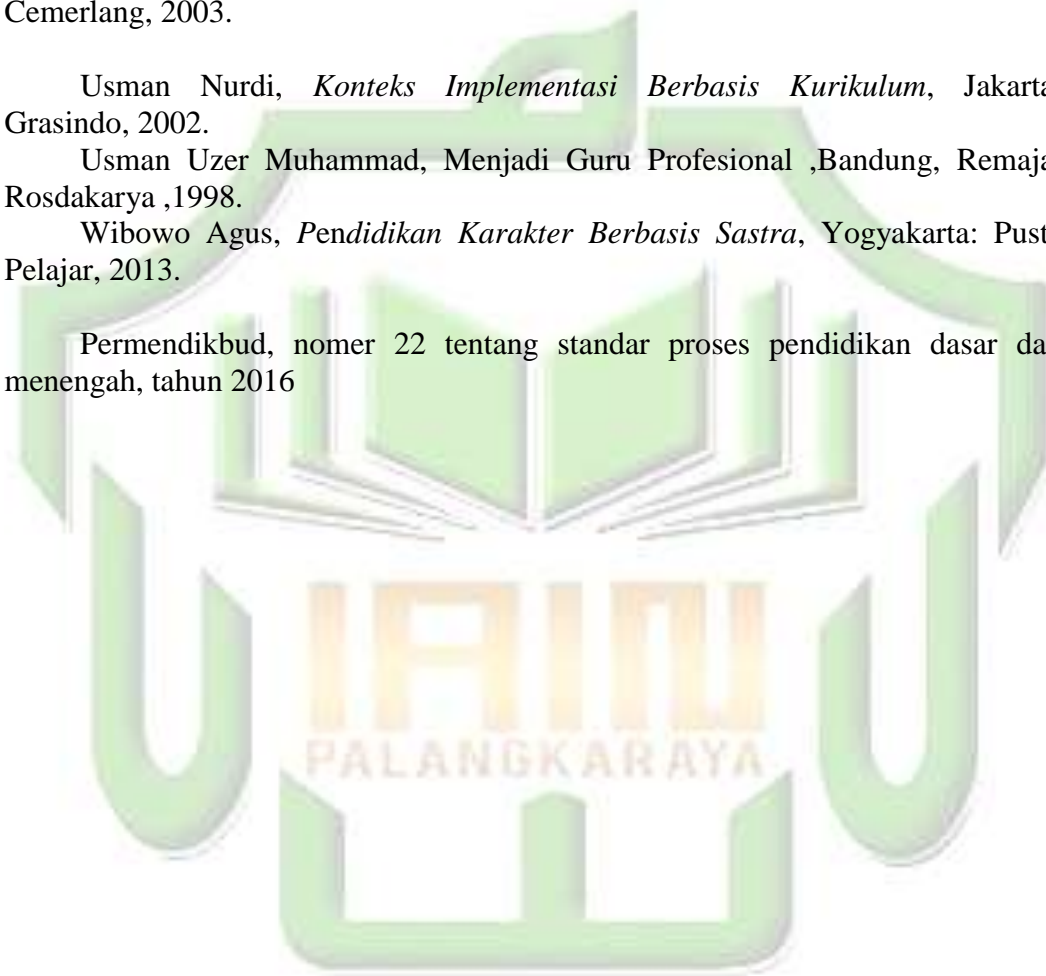 Cemerlang, 2003.
Usman Nurdi, Konteks Implementasi Berbasis Kurikulum, Jakarta
Grasindo, 2002.
Usman Uzer Muhammad, Menjadi Guru Profesional ,Bandung, Remaja
Rosdakarya ,1998.
Wibowo Agus, Pendidikan Karakter Berbasis Sastra, Yogyakarta: Pust
Pelajar, 2013.
Permendikbud, nomer 22 tentang standar proses pendidikan dasar da
menengah, tahun 2016
IAIN
PALANGKARAYA